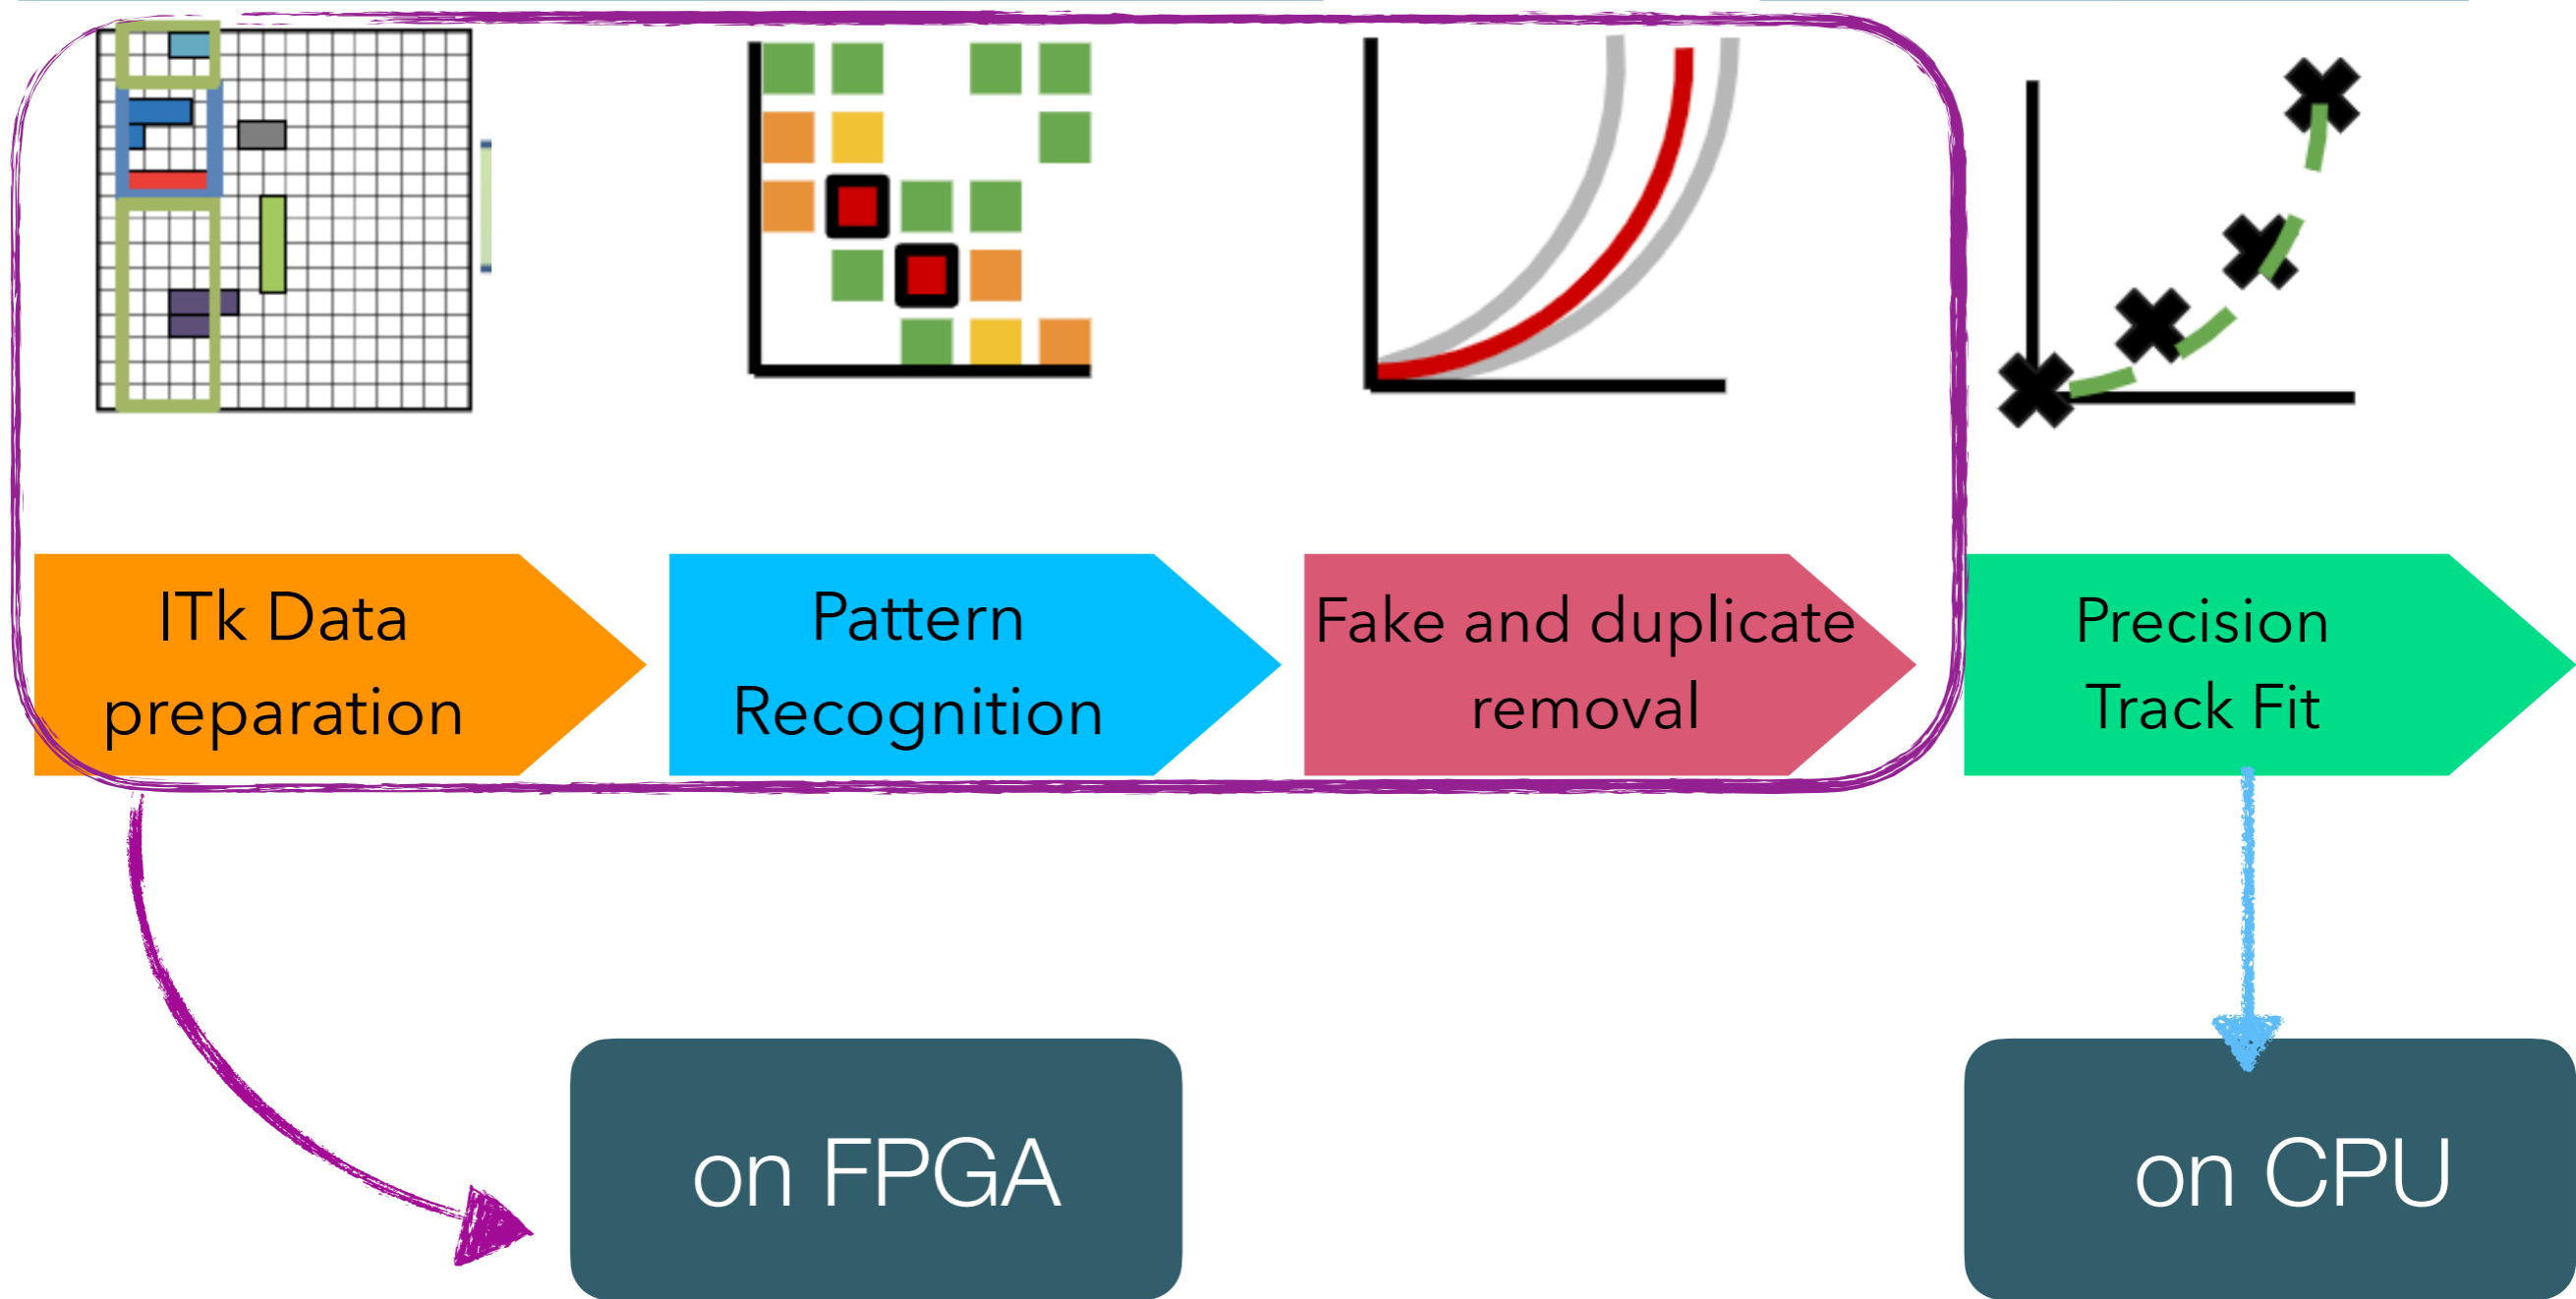 ITk Data
preparation
Pattern
Recognition
Fake and duplicate
removal
Precision
Track Fit
on FPGA
on CPU